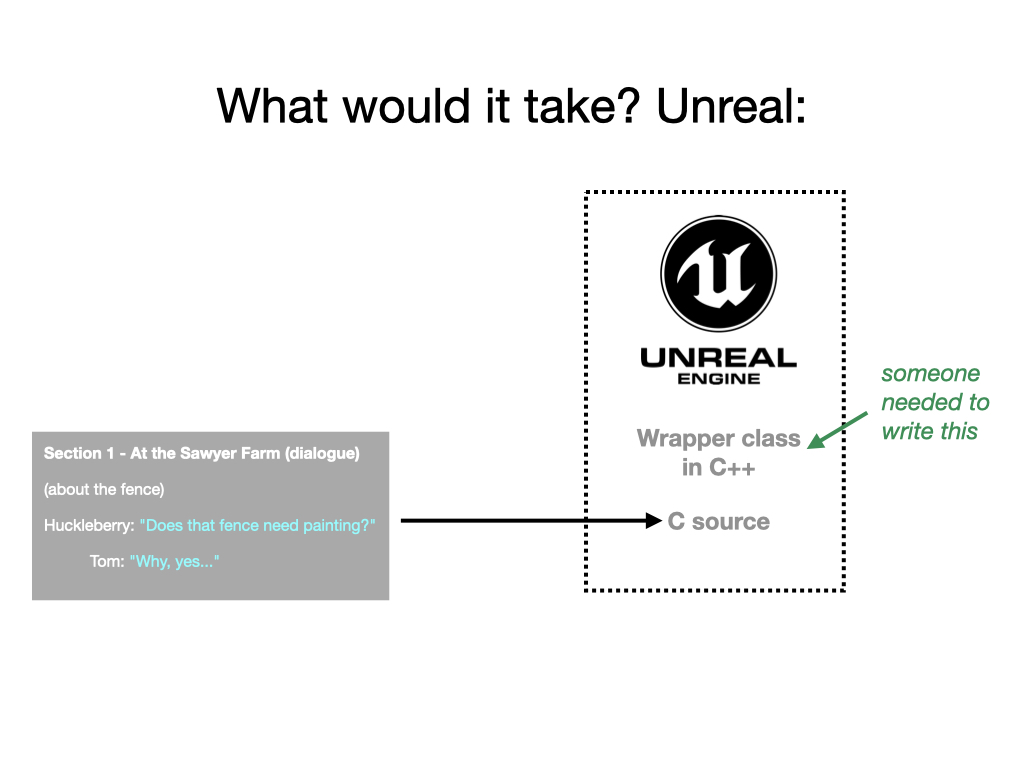 What would it take? Unreal:
UNREAL
ENGINE
someone
needed to
write this
Wrapper class
in C++
C source
Section 1 - At the Sawyer Farm (dialogue)
(about the fence)
Huckleberry: "Does that fence need painting?"
Tom: "Why, yes..."